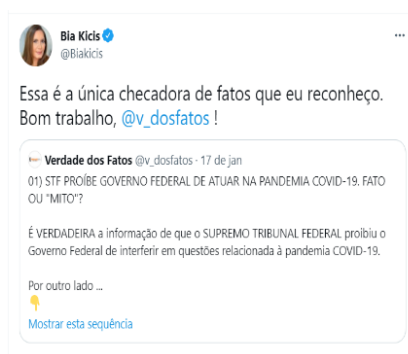 Bia Kicis
@Biakicis
Essa é a única checadora de fatos que eu reconheço.
Bom trabalho, @v_dosfatos !
Verdade dos Fatos @v_dosfatos · 17 de jan
01) STF PROÍBE GOVERNO FEDERAL DE ATUAR NA PANDEMIA COVID-19. FATO
OU "MITO"?
É VERDADEIRA a informação de que o SUPREMO TRIBUNAL FEDERAL proibiu o
Governo Federal de interferir em questões relacionada à pandemia COVID-19.
Por outro lado ...
👇
Mostrar esta sequência